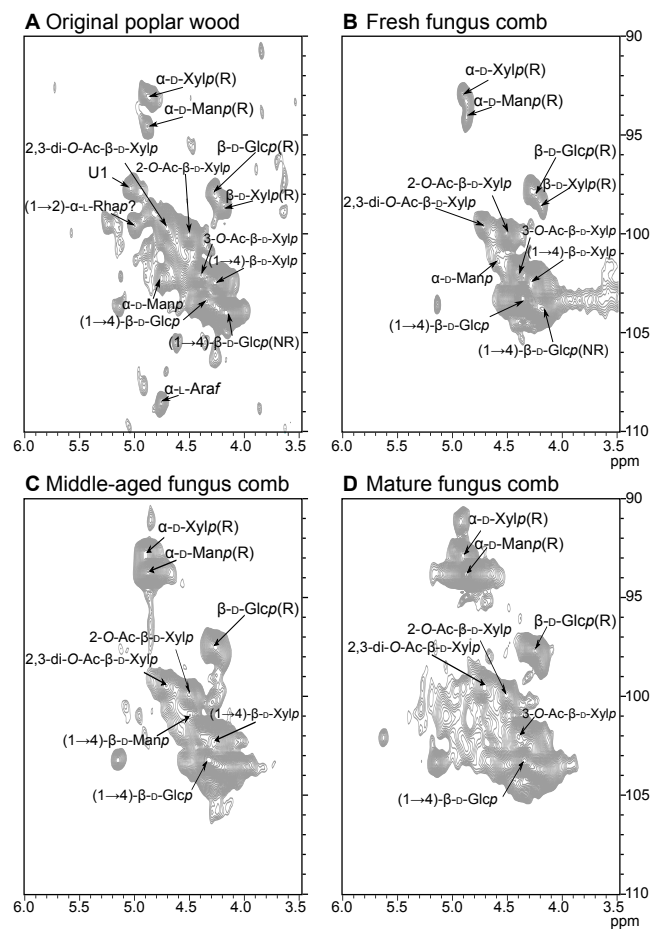 A Original poplar wood
B Fresh fungus comb
α-D-Xylp(R)
α-D-Manp(R)
2,3-di-O-Ac-β-D-Xylp
β-D-Glcp(R)
2-O-Ac-β-D-Xylp
U1
β-D-Xylp(R)
(1→2)-α-L-Rhap?
3-O-Ac-β-D-Xylp
(1→4)-β-D-Xylp
α-D-Manp
(1→4)-β-D-Glcp
(1→4)-β-D-Glcp(NR)
α-L-Araf
6.0 5.5 5.0 4.5 4.0 3.5
α-D-Xylp(R)
α-D-Manp(R)
β-D-Glcp(R)
2-O-Ac-β-D-Xylp
β-D-Xylp(R)
2,3-di-O-Ac-β-D-Xylp
3-O-Ac-β-D-Xylp
(1→4)-β-D-Xylp
α-D-Manp
(1→4)-β-D-Glcp
(1→4)-β-D-Glcp(NR)
90
95
100
105
110
6.0 5.5 5.0 4.5 4.0 3.5
ppm
C Middle-aged fungus comb
D Mature fungus comb
α-D-Xylp(R)
α-D-Manp(R)
β-D-Glcp(R)
2-O-Ac-β-D-Xylp
2,3-di-O-Ac-β-D-Xylp
(1→4)-β-D-Xylp
(1→4)-β-D-Manp
(1→4)-β-D-Glcp
6.0 5.5 5.0 4.5 4.0 3.5
α-D-Xylp(R)
α-D-Manp(R)
β-D-Glcp(R)
2-O-Ac-β-D-Xylp
2,3-di-O-Ac-β-D-Xylp
3-O-Ac-β-D-Xylp
(1→4)-β-D-Glcp
90
95
100
105
110
6.0 5.5 5.0 4.5 4.0 3.5
ppm